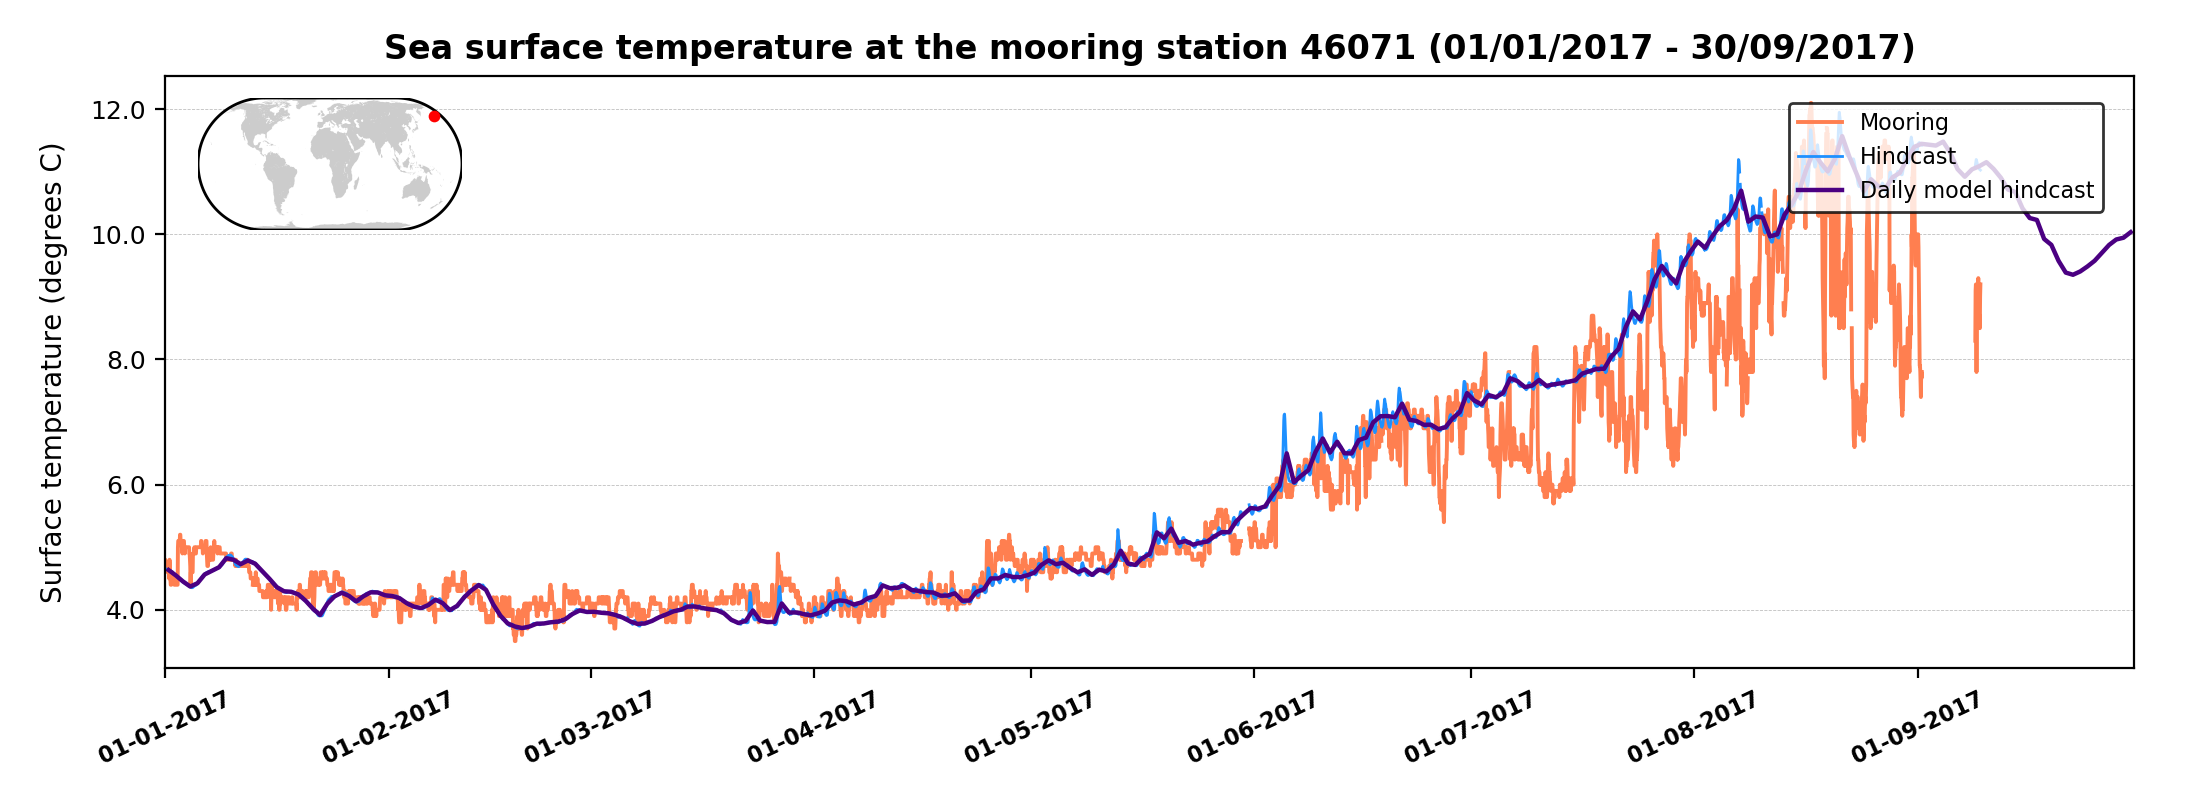 Sea surface temperature at the mooring station 46071 (01/01/2017 - 30/09/2017)
Surface temperature (degrees C)
12.0
10.0
8.0
6.0
4.0
Mooring
Hindcast
Daily model hindcast
01-01-2017
01-02-2017
01-03-2017
01-04-2017
01-05-2017
01-06-2017
01-07-2017
01-08-2017
01-09-2017